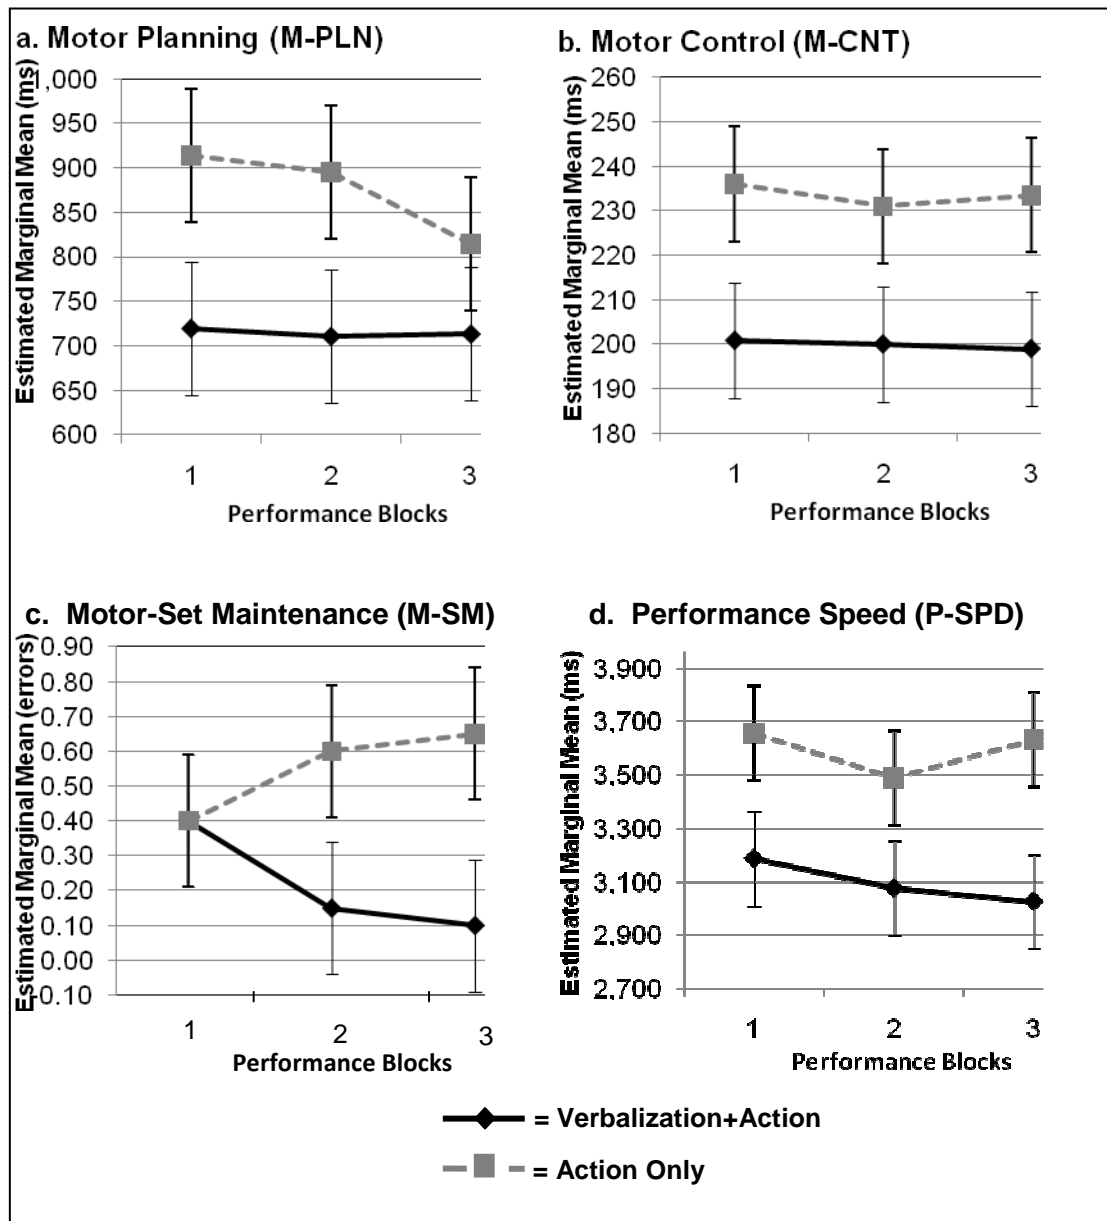 a. Motor Planning (M-PLN)
Estimated Marginal Mean (ms)
1,000
950
900
850
800
750
700
650
600
1 2 3
Performance Blocks
b. Motor Control (M-CNT)
Estimated Marginal Mean (ms)
260
250
240
230
220
210
200
190
180
1 2 3
Performance Blocks
c. Motor-Set Maintenance (M-SM)
Estimated Marginal Mean (errors)
0.90
0.80
0.70
0.60
0.50
0.40
0.30
0.20
0.10
0.00
-0.10
1 2 3
Performance Blocks
d. Performance Speed (P-SPD)
Estimated Marginal Mean (ms)
3,900
3,700
3,500
3,300
3,100
2,900
2,700
1 2 3
Performance Blocks
= Verbalization+Action
= Action Only